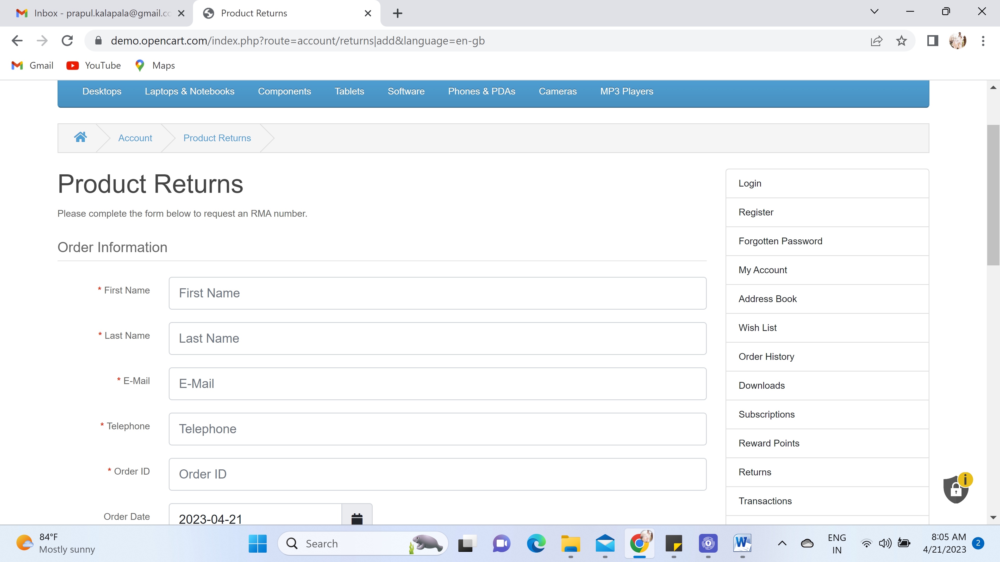 Inbox - prapul.kalapala@gmail.co
Product Returns
demo.opencart.com/index.php?route=account/returns|add&language=en-gb
Gmail YouTube Maps
Desktops Laptops & Notebooks Components Tablets Software Phones & PDAs Cameras MP3 Players
Account Product Returns
Product Returns
Please complete the form below to request an RMA number.
Order Information
* First Name
First Name
* Last Name
Last Name
* E-Mail
E-Mail
* Telephone
Telephone
* Order ID
Order ID
Order Date
2023-04-21
Login
Register
Forgotten Password
My Account
Address Book
Wish List
Order History
Downloads
Subscriptions
Reward Points
Returns
Transactions
84°F
Mostly sunny
Search
ENG
IN
8:05 AM
4/21/2023
2